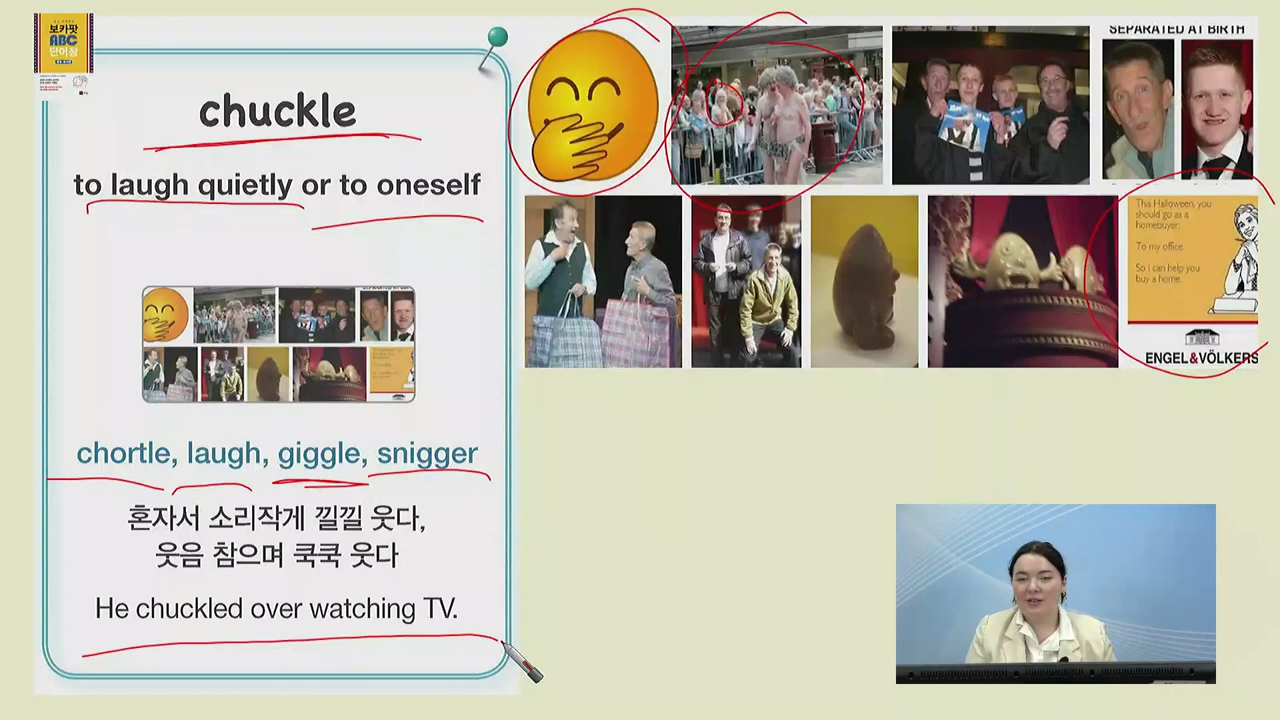 보카팟
ABC
단어장
chuckle
to laugh quietly or to oneself
chortle, laugh, giggle, snigger
혼자서 소리작게 낄낄 웃다,
웃음 참으며 쿡쿡 웃다
He chuckled over watching TV.
SEPARATED AT BIRTH
This Halloween, you
should go as a
homebuyer.
To my office.
So i can help you
buy a home.
ENGEL&VÖLKERS